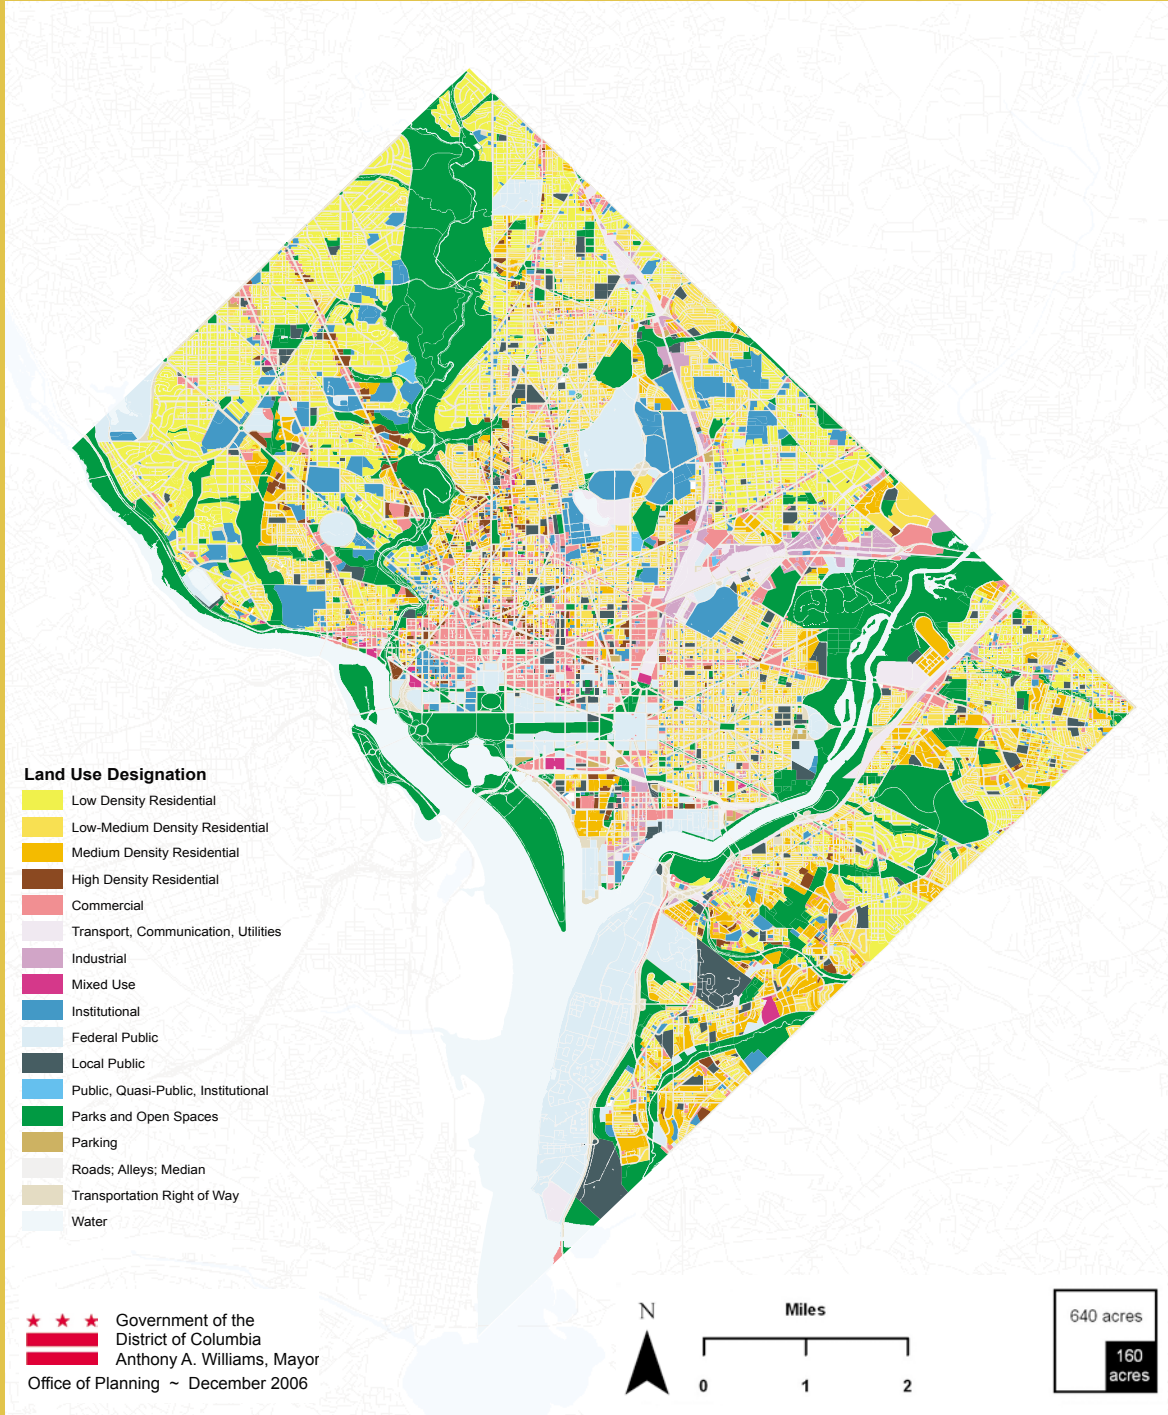 Land Use Designation
Low Density Residential
Low-Medium Density Residential
Medium Density Residential
High Density Residential
Commercial
Transport, Communication, Utilities
Industrial
Mixed Use
Institutional
Federal Public
Local Public
Public, Quasi-Public, Institutional
Parks and Open Spaces
Parking
Roads; Alleys; Median
Transportation Right of Way
Water
Government of the
District of Columbia
Anthony A. Williams, Mayor
Office of Planning ~ December 2006
N
Miles
0 1 2
640 acres
160
acres